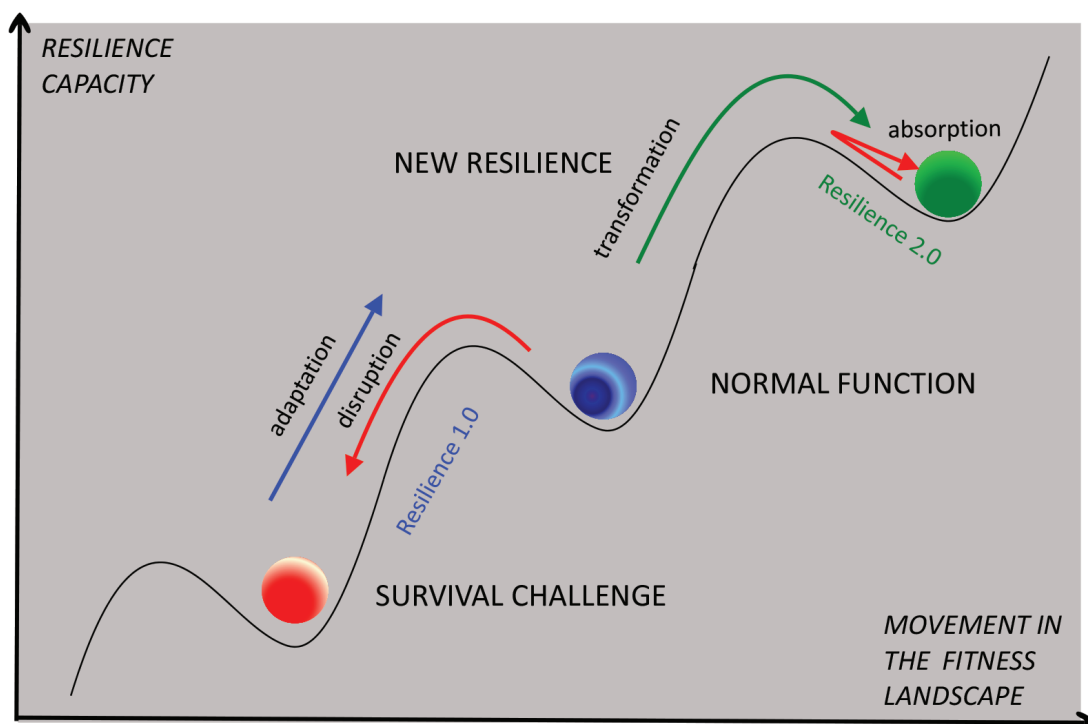 RESILIENCE
CAPACITY
absorption
NEW RESILIENCE
transformation
Resilience 2.0
adaptation
disruption
NORMAL FUNCTION
Resilience 1.0
SURVIVAL CHALLENGE
MOVEMENT IN
THE FITNESS
LANDSCAPE